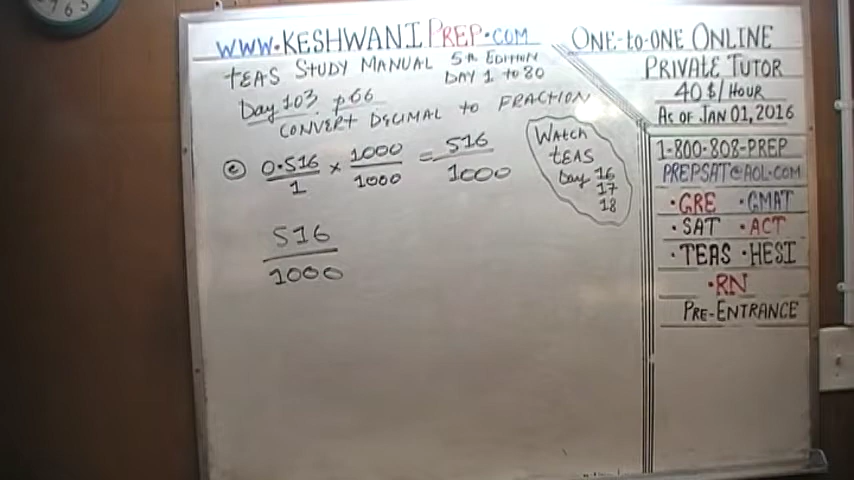 WWW.KESHWANIPREP.COM
TEAS STUDY MANUAL 5TH EDITION
DAY 1 TO 80
Day 103 p66
CONVERT DECIMAL to FRACTION
e 0.516/1 × 1000/1000 = 516/1000
516
1000
WATCH
TEAS
Day 16
17
18
ONE-to-ONE ONLINE
PRIVATE TUTOR
40$/HOUR
AS OF JAN 01, 2016
1-800-808-PREP
PREPSAT@AOL.COM
•GRE •GMAT
•SAT •ACT
•TEAS •HESI
•RN
PRE-ENTRANCE
7 6 5